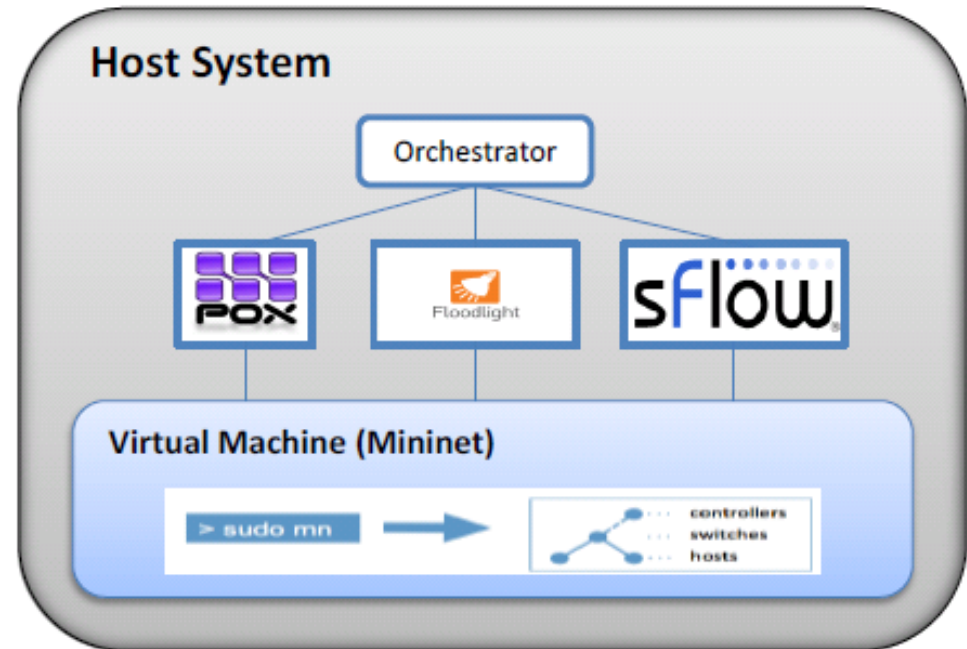 Host System
Orchestrator
POX
Floodlight
sFlow®
Virtual Machine (Mininet)
> sudo mn
controllers
switches
hosts